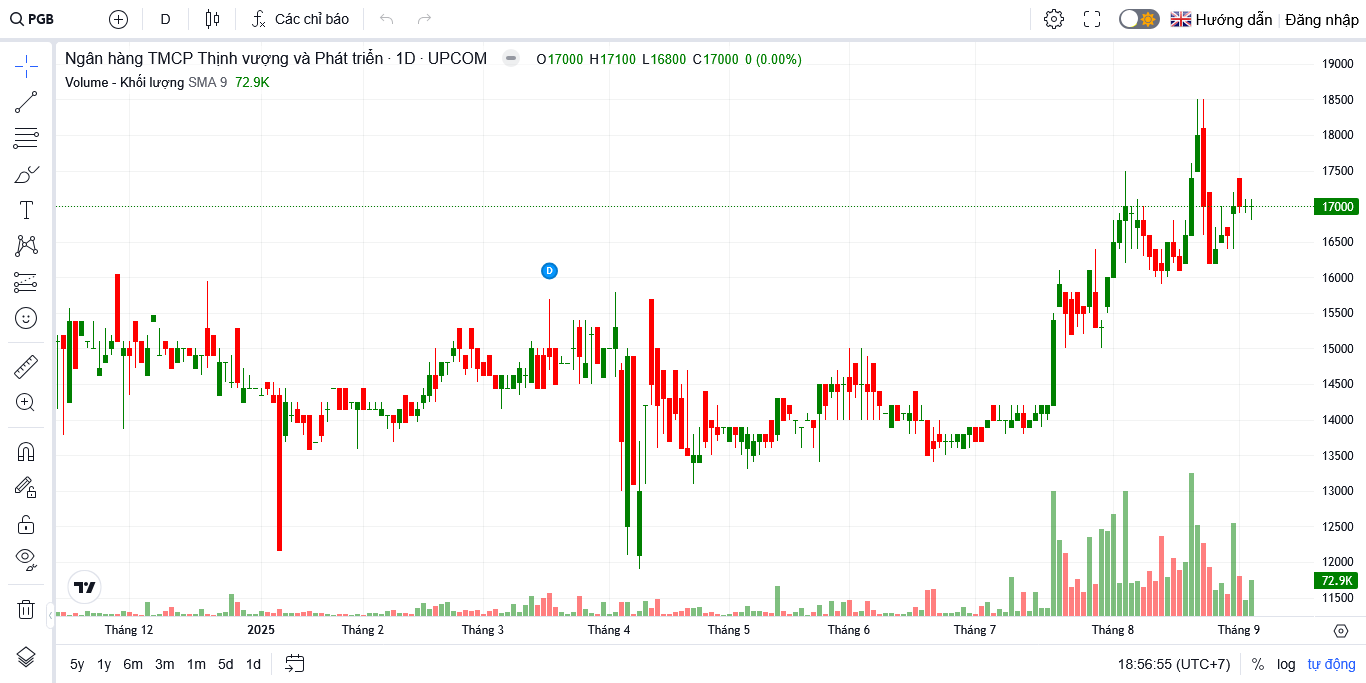 PGB D Các chỉ báo Hướng dẫn Đăng nhập
Ngân hàng TMCP Thịnh vượng và Phát triển · 1D · UPCOM O17000 H17100 L16800 C17000 0 (0.00%)
Volume - Khối lượng SMA 9 72.9K
19000
18500
18000
17500
17000
16500
16000
D
15500
15000
14500
14000
13500
13000
12500
12000
72.9K
11500
Tháng 12 2025 Tháng 2 Tháng 3 Tháng 4 Tháng 5 Tháng 6 Tháng 7 Tháng 8 Tháng 9
5y 1y 6m 3m 1m 5d 1d 18:56:55 (UTC+7) % log tự động